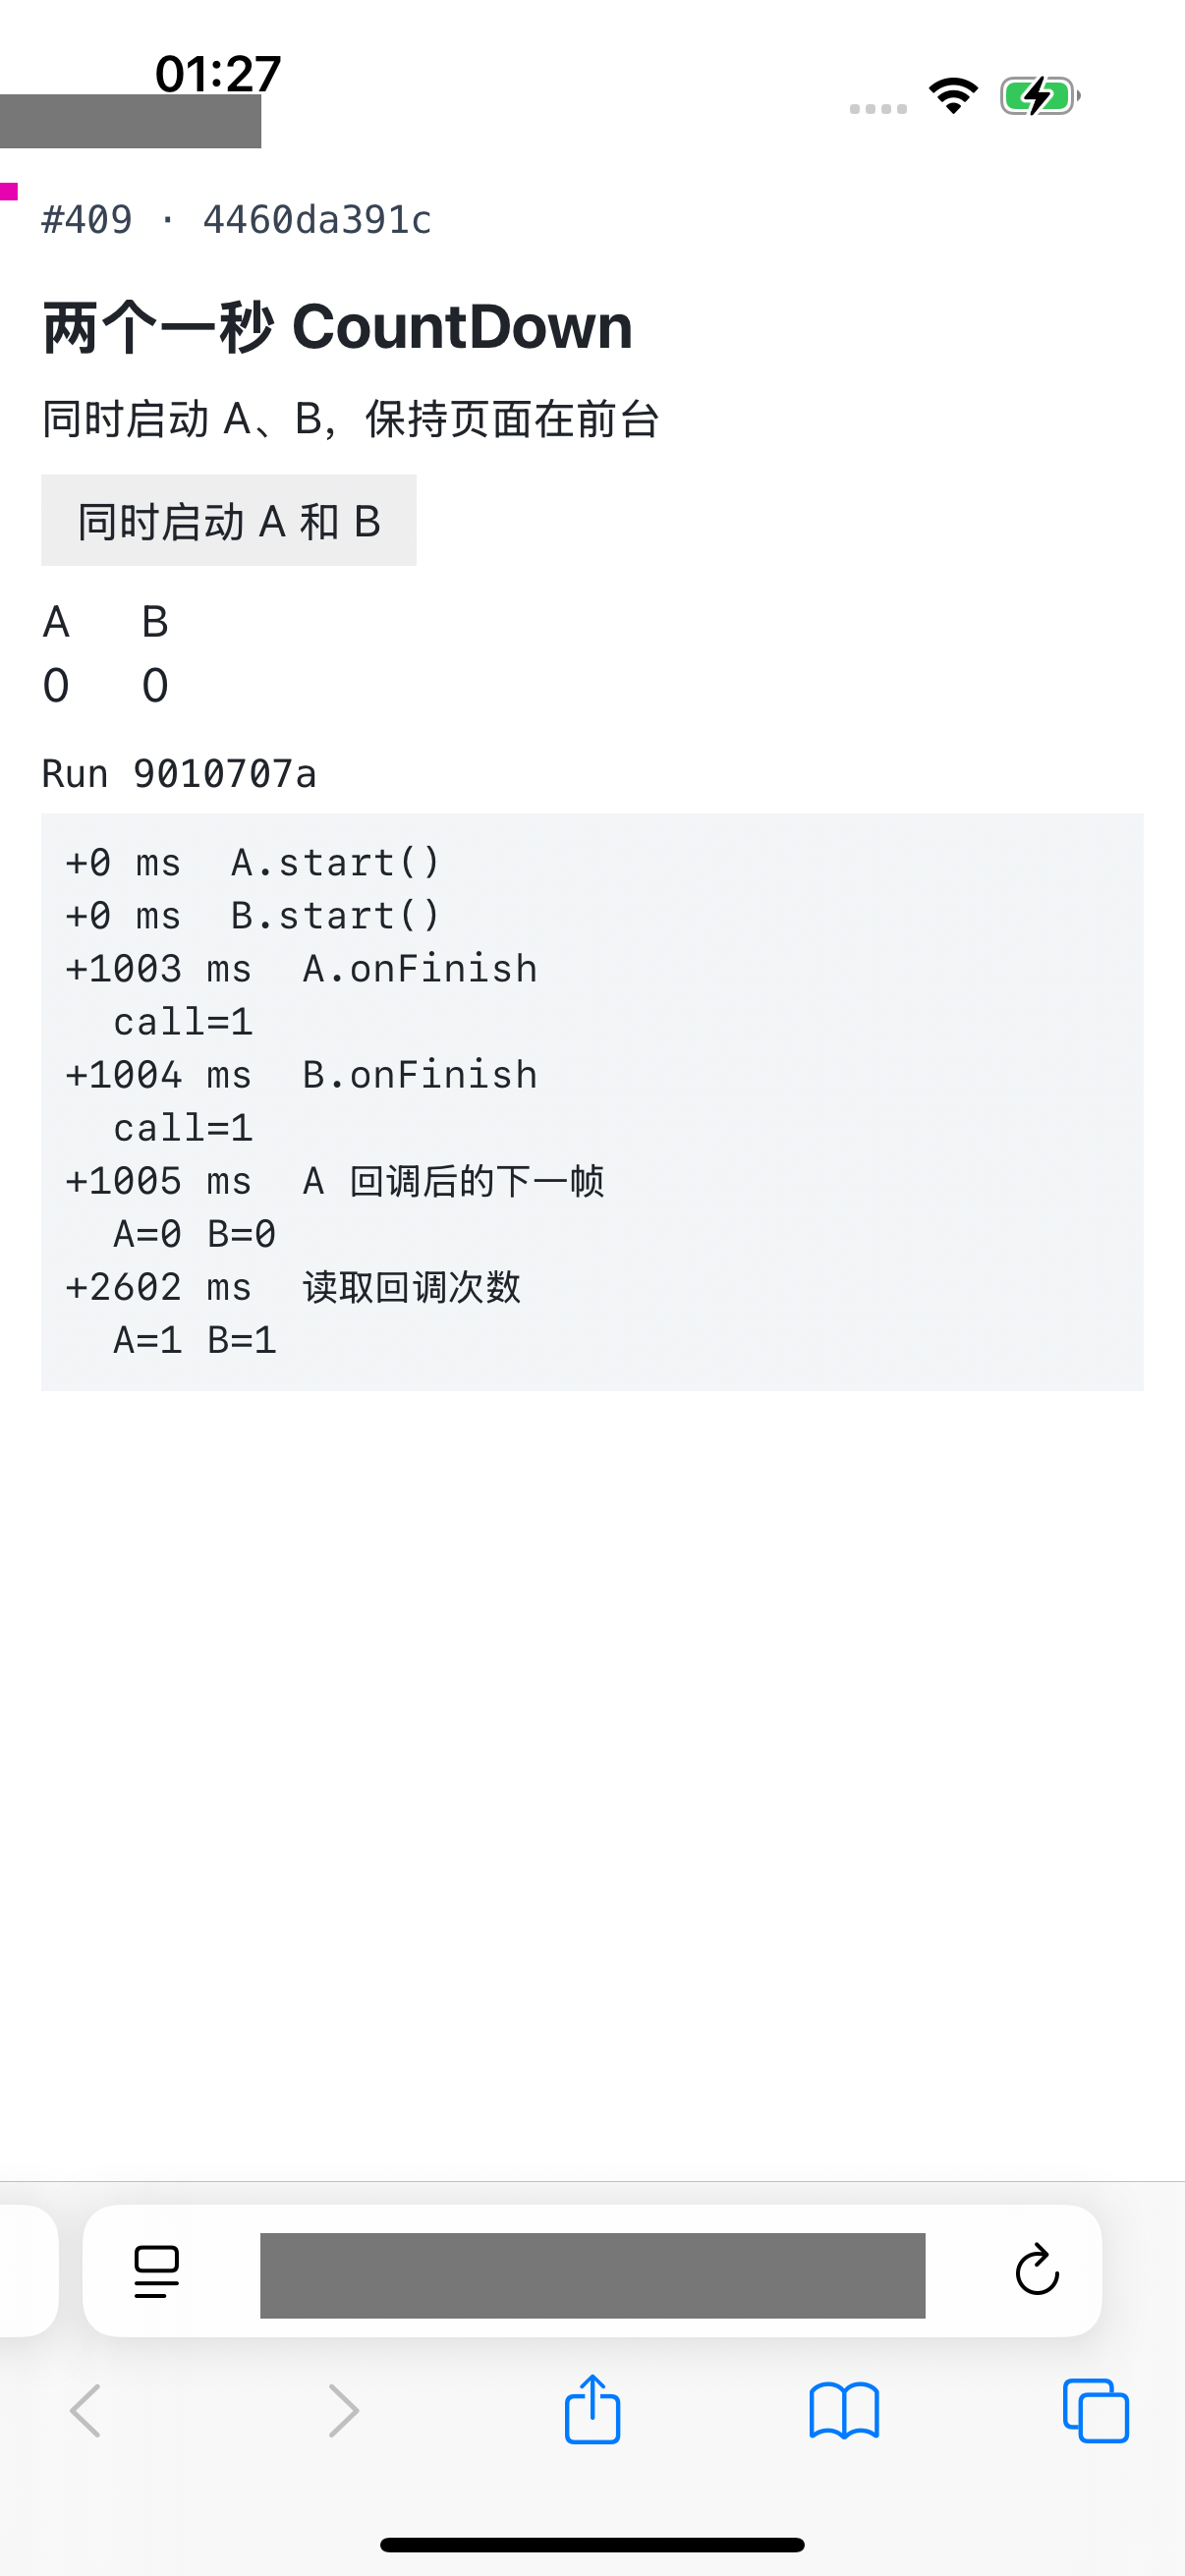 01:27
#409 · 4460da391c
两个一秒 CountDown
同时启动 A、B，保持页面在前台
同时启动 A 和 B
A B
0 0
Run 9010707a
+0 ms A.start()
+0 ms B.start()
+1003 ms A.onFinish
call=1
+1004 ms B.onFinish
call=1
+1005 ms A 回调后的下一帧
A=0 B=0
+2602 ms 读取回调次数
A=1 B=1